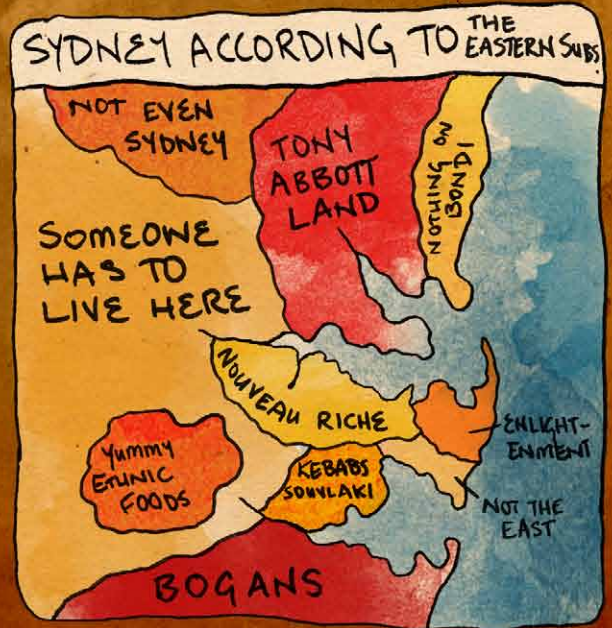 SYDNEY ACCORDING TO THE EASTERN SUBS
NOT EVEN
SYDNEY
TONY
ABBOTT
LAND
NOTHING ON
BONDI
SOMEONE
HAS TO
LIVE HERE
NOUVEAU RICHE
ENLIGHT-
ENMENT
Yummy
ETHNIC
FOODS
KEBABS
SOUVLAKI
NOT THE
EAST
BOGANS